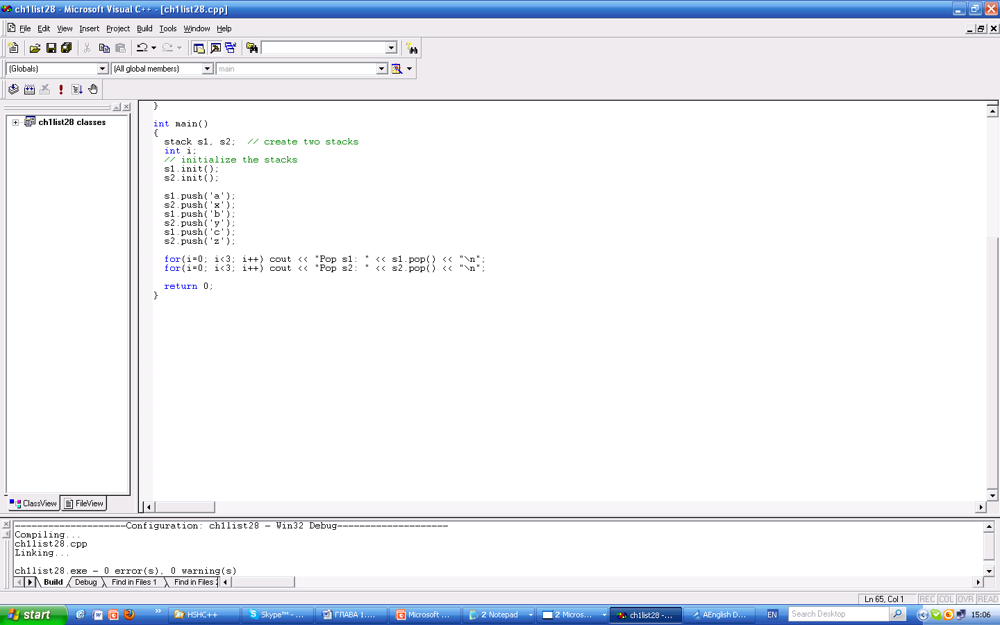 ch1list28 - Microsoft Visual C++ - [ch1list28.cpp]
File Edit View Insert Project Build Tools Window Help
(Globals) (All global members) main
ch1list28 classes
ClassView FileView
}
int main()
{
stack s1, s2;  // create two stacks
int i;
// initialize the stacks
s1.init();
s2.init();
s1.push('a');
s2.push('x');
s1.push('b');
s2.push('y');
s1.push('c');
s2.push('z');
for(i=0; i<3; i++) cout << "Pop s1: " << s1.pop() << "\n";
for(i=0; i<3; i++) cout << "Pop s2: " << s2.pop() << "\n";
return 0;
}
--------------------Configuration: ch1list28 - Win32 Debug--------------------
Compiling...
ch1list28.cpp
Linking...
ch1list28.exe - 0 error(s), 0 warning(s)
Build Debug Find in Files 1 Find in Files 2
Ln 65, Col 1 REC COL OVR READ
start HSHC++ Skype™ - ... ГЛАВА 1.... Microsoft ... 2 Notepad 2 Micros... ch1list28 -... AEnglish D... EN Search Desktop 15:06